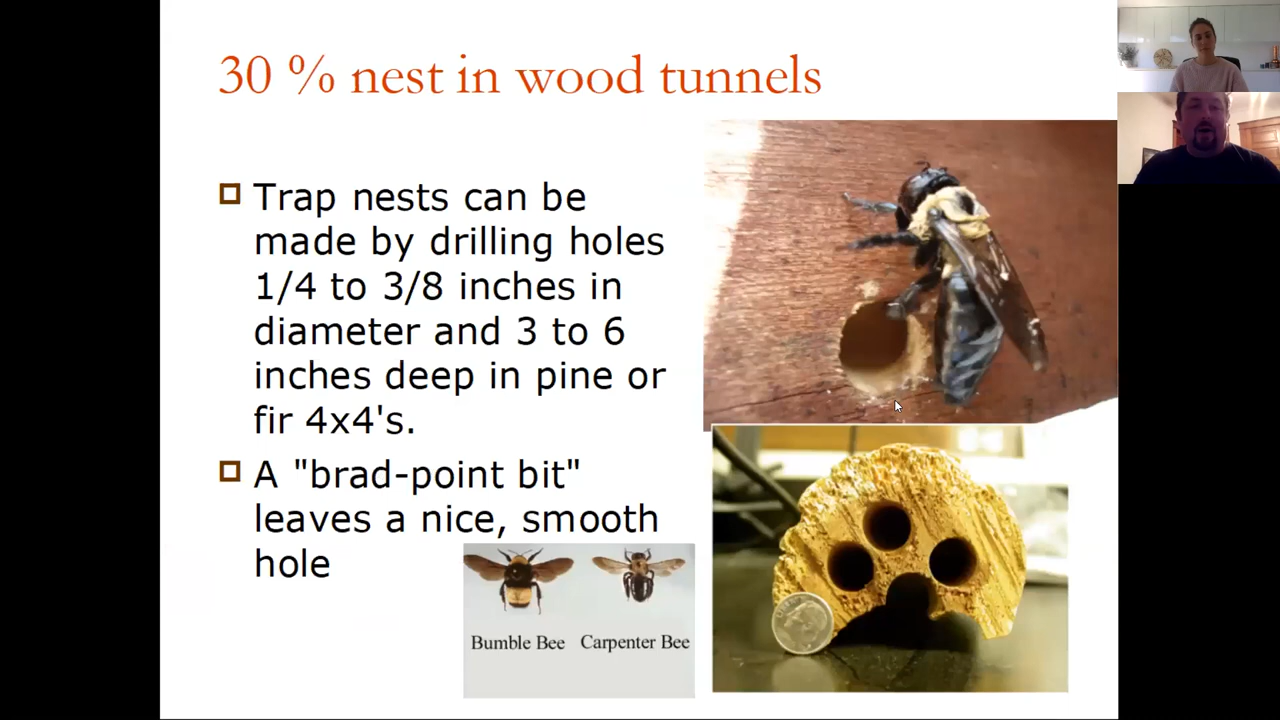 30 % nest in wood tunnels
Trap nests can be
made by drilling holes
1/4 to 3/8 inches in
diameter and 3 to 6
inches deep in pine or
fir 4x4's.
A "brad-point bit"
leaves a nice, smooth
hole
Bumble Bee
Carpenter Bee